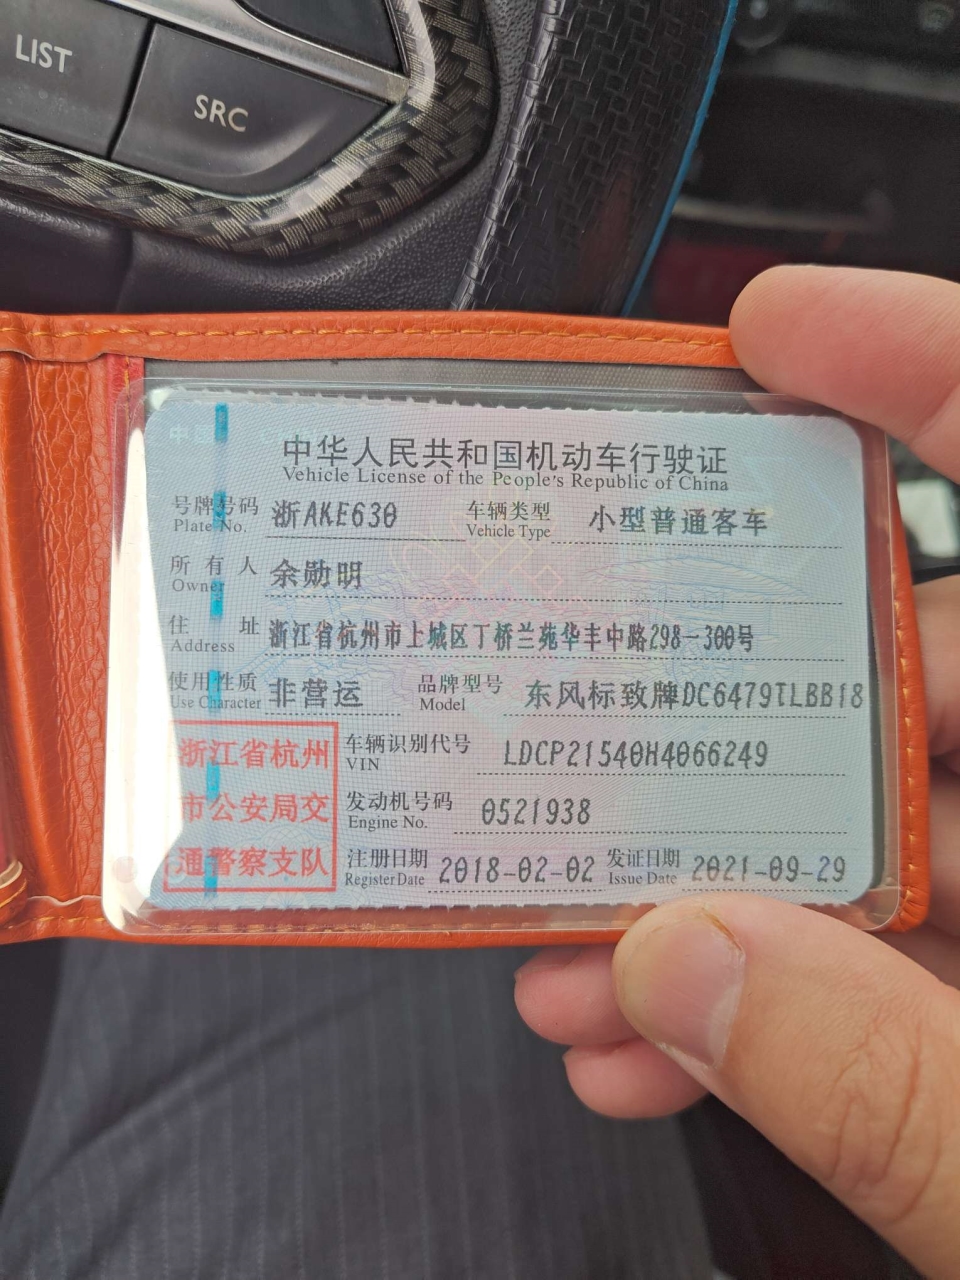 LIST
SRC
中华人民共和国机动车行驶证
Vehicle License of the People's Republic of China
号牌号码 浙AKE630 车辆类型 小型普通客车
Plate No. Vehicle Type
所有人 余勋明
Owner
住址 浙江省杭州市上城区丁桥兰苑华丰中路298-300号
Address
使用性质 非营运 品牌型号 东风标致牌DC6479TLBB18
Use Character Model
浙江省杭州
市公安局交
通警察支队
车辆识别代号 LDCP21540H4066249
VIN
发动机号码 0521938
Engine No.
注册日期 2018-02-02 发证日期 2021-09-29
Register Date Issue Date